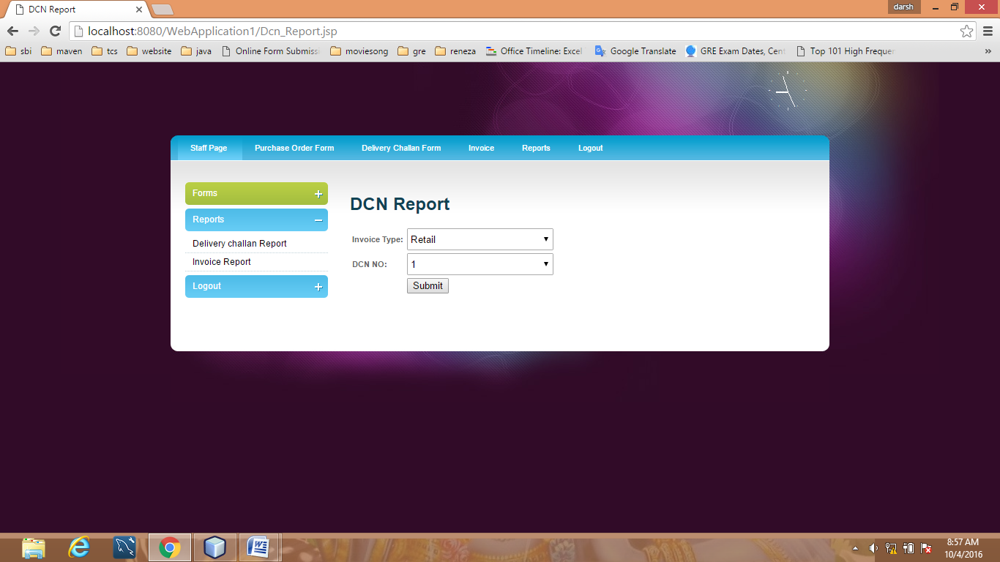 DCN Report
darsh
localhost:8080/WebApplication1/Dcn_Report.jsp
sbi maven tcs website java Online Form Submissi moviesong gre reneza Office Timeline: Excel Google Translate GRE Exam Dates, Cent Top 101 High Frequer »
Staff Page Purchase Order Form Delivery Challan Form Invoice Reports Logout
Forms
Reports
Delivery challan Report
Invoice Report
Logout
DCN Report
Invoice Type: Retail
DCN NO: 1
Submit
8:57 AM
10/4/2016